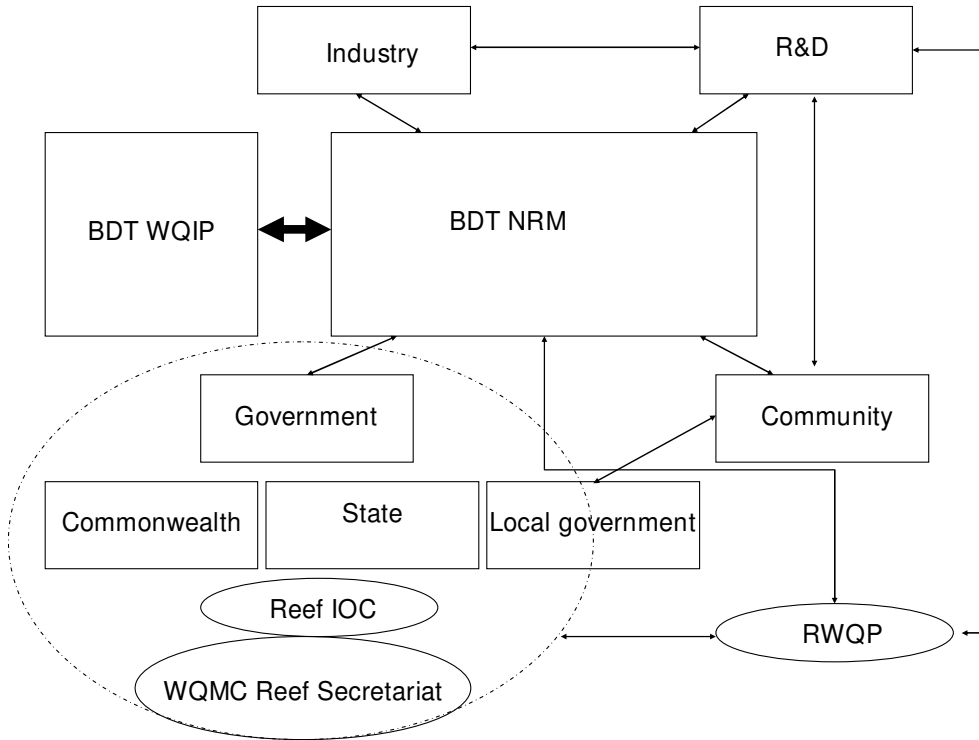 Industry
R&D
BDT WQIP
BDT NRM
Government
Community
Commonwealth
State
Local government
Reef IOC
RWQP
WQMC Reef Secretariat